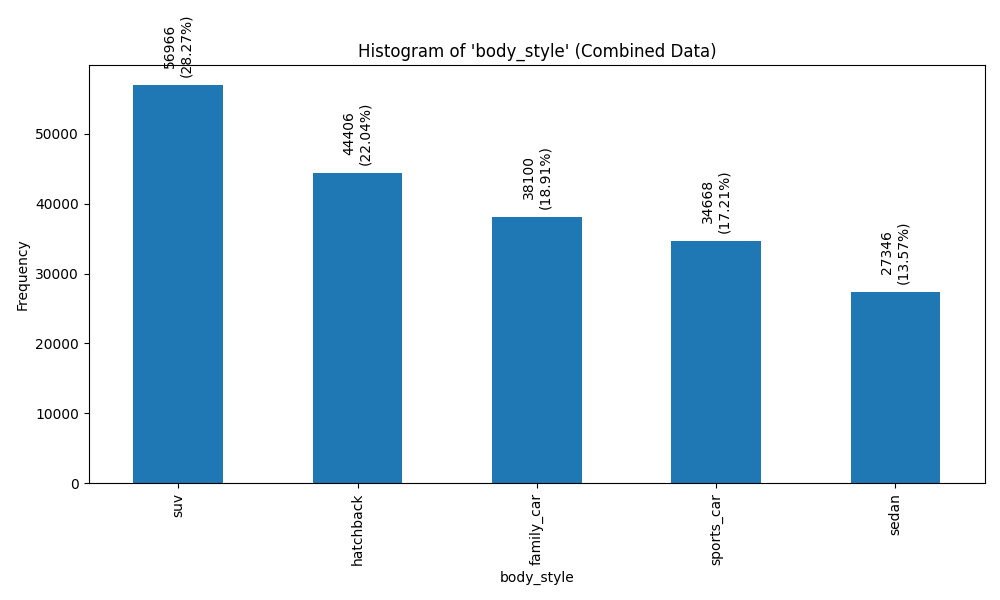 Histogram of 'body_style' (Combined Data)
56966
(28.27%)
44406
(22.04%)
38100
(18.91%)
34668
(17.21%)
27346
(13.57%)
Frequency
50000
40000
30000
20000
10000
0
suv
hatchback
family_car
sports_car
sedan
body_style